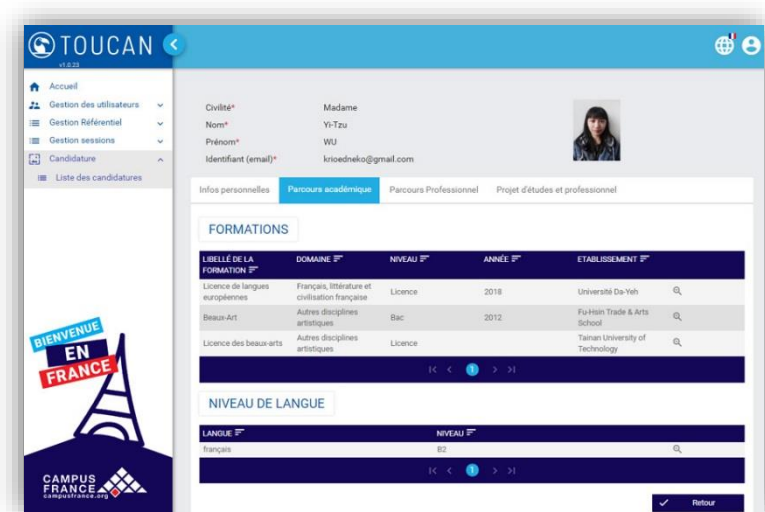 TOUCAN
v1.0.23
Accueil
Gestion des utilisateurs
Gestion Référentiel
Gestion sessions
Candidature
Liste des candidatures
BIENVENUE
EN
FRANCE
CAMPUS
FRANCE
campusfrance.org
Civilité* Madame
Nom* Yi-Tzu
Prénom* WU
Identifiant (email)* krioedneko@gmail.com
Infos personnelles Parcours académique Parcours Professionnel Projet d'études et professionnel
FORMATIONS
LIBELLÉ DE LA FORMATION DOMAINE NIVEAU ANNÉE ETABLISSEMENT
Licence de langues européennes Français, littérature et civilisation française Licence 2018 Université Da-Yeh
Beaux-Art Autres disciplines artistiques Bac 2012 Fu-Hsin Trade & Arts School
Licence des beaux-arts Autres disciplines artistiques Licence Tainan University of Technology
1
NIVEAU DE LANGUE
LANGUE NIVEAU
français B2
1
Retour